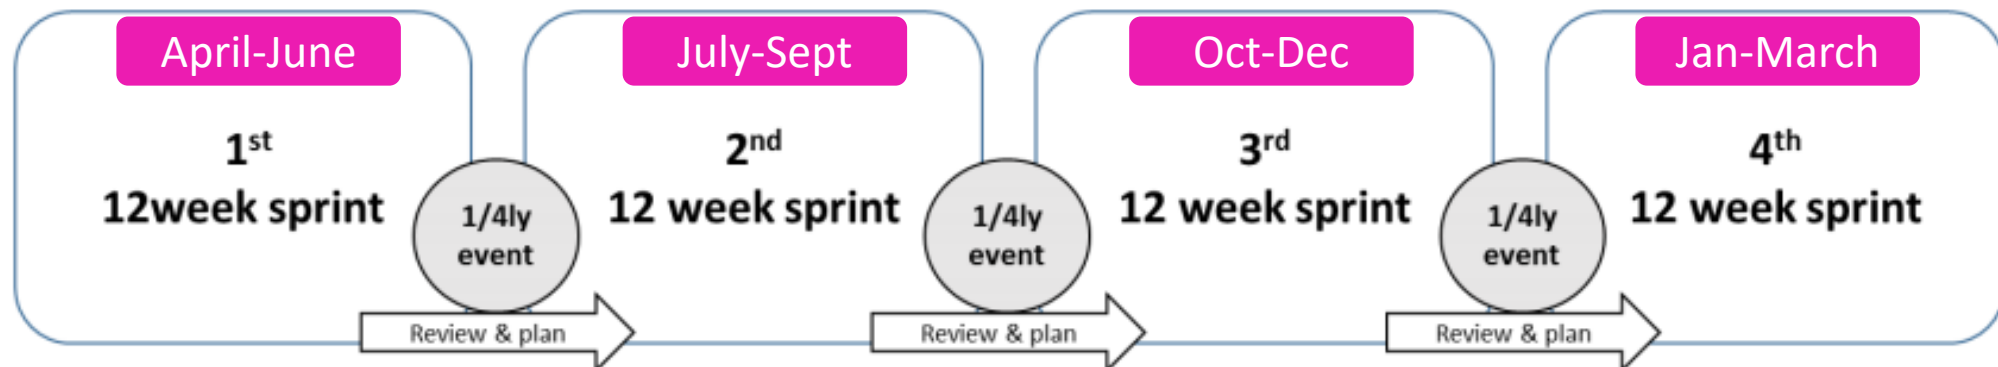 April-June
1st
12week sprint
1/4ly
event
Review & plan
July-Sept
2nd
12 week sprint
1/4ly
event
Review & plan
Oct-Dec
3rd
12 week sprint
1/4ly
event
Review & plan
Jan-March
4th
12 week sprint